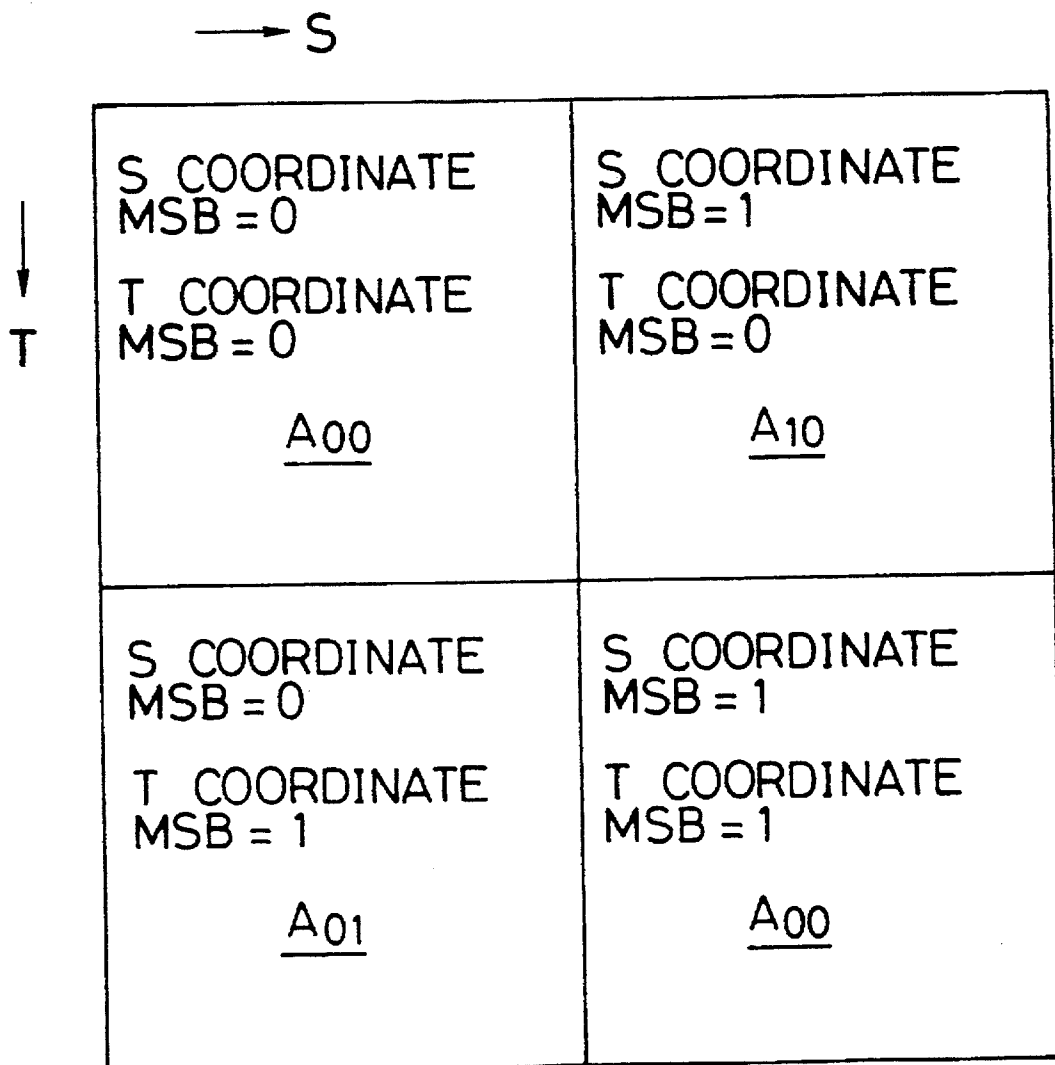 S
T
S COORDINATE
MSB = 0
T COORDINATE
MSB = 0
A00
S COORDINATE
MSB = 1
T COORDINATE
MSB = 0
A10
S COORDINATE
MSB = 0
T COORDINATE
MSB = 1
A01
S COORDINATE
MSB = 1
T COORDINATE
MSB = 1
A00